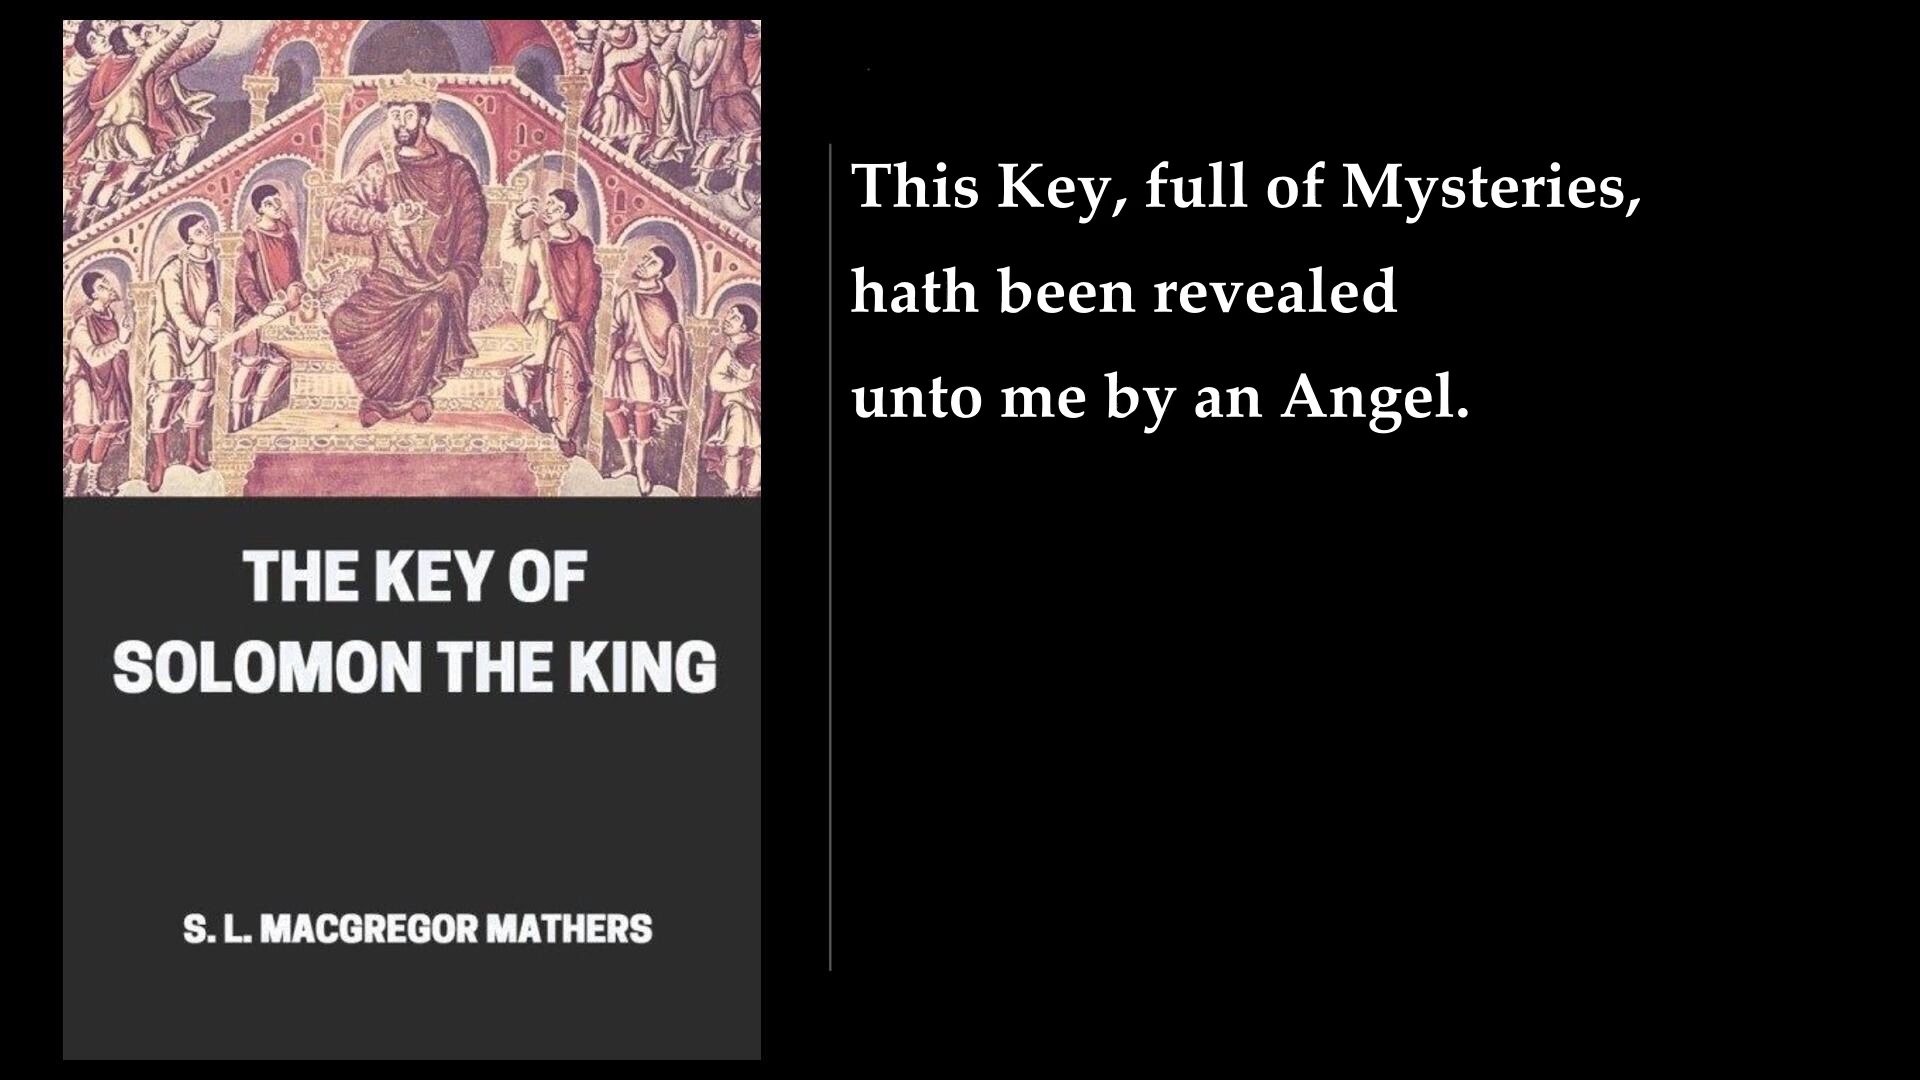 THE KEY OF
SOLOMON THE KING
S. L. MACGREGOR MATHERS
This Key, full of Mysteries,
hath been revealed
unto me by an Angel.